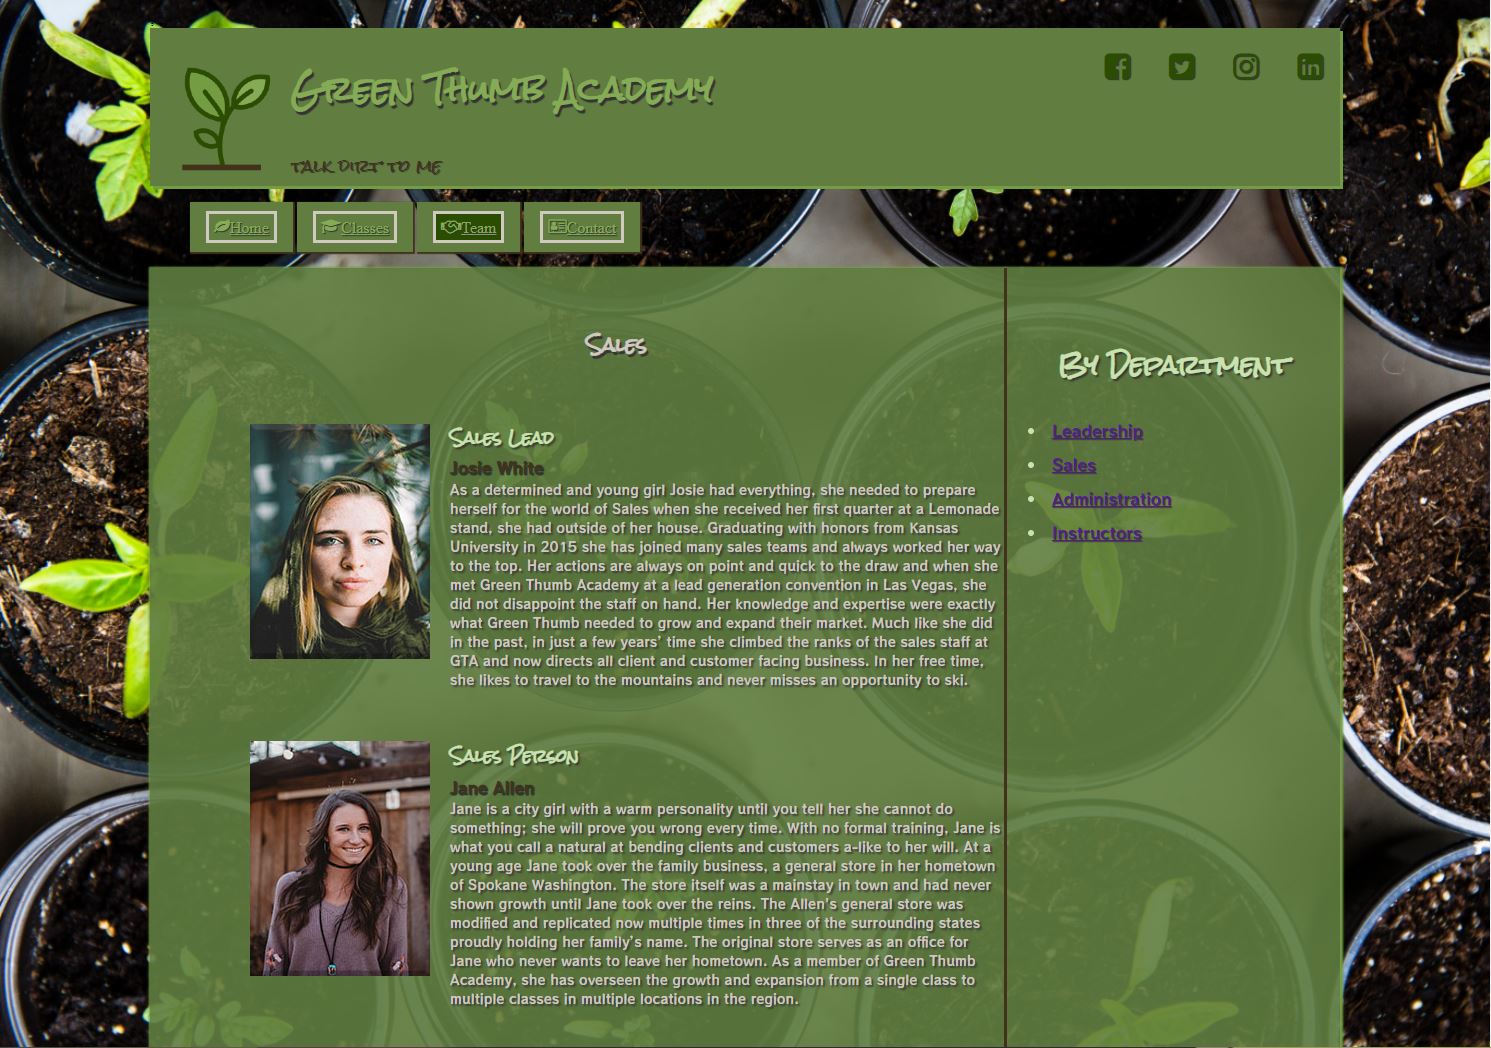 Green Thumb Academy
Talk Dirt To Me
Home Classes Team Contact
Sales
Sales Lead
Josie White
As a determined and young girl Josie had everything, she needed to prepare
herself for the world of Sales when she received her first quarter at a Lemonade
stand, she had outside of her house. Graduating with honors from Kansas
University in 2015 she has joined many sales teams and always worked her way
to the top. Her actions are always on point and quick to the draw and when she
met Green Thumb Academy at a lead generation convention in Las Vegas, she
did not disappoint the staff on hand. Her knowledge and expertise were exactly
what Green Thumb needed to grow and expand their market. Much like she did
in the past, in just a few years’ time she climbed the ranks of the sales staff at
GTA and now directs all client and customer facing business. In her free time,
she likes to travel to the mountains and never misses an opportunity to ski.
Sales Person
Jane Allen
Jane is a city girl with a warm personality until you tell her she cannot do
something; she will prove you wrong every time. With no formal training, Jane is
what you call a natural at bending clients and customers a-like to her will. At a
young age Jane took over the family business, a general store in her hometown
of Spokane Washington. The store itself was a mainstay in town and had never
shown growth until Jane took over the reins. The Allen’s general store was
modified and replicated now multiple times in three of the surrounding states
proudly holding her family’s name. The original store serves as an office for
Jane who never wants to leave her hometown. As a member of Green Thumb
Academy, she has overseen the growth and expansion from a single class to
multiple classes in multiple locations in the region.
By Department
Leadership
Sales
Administration
Instructors